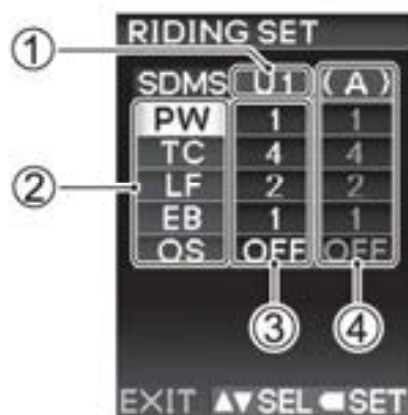 RIDING SET
①
SDMS U1 (A)
PW 1 1
TC 4 4
② LF 2 2
EB 1 1
QS OFF OFF
③ ④
EXIT ▲▼SEL ◀SET